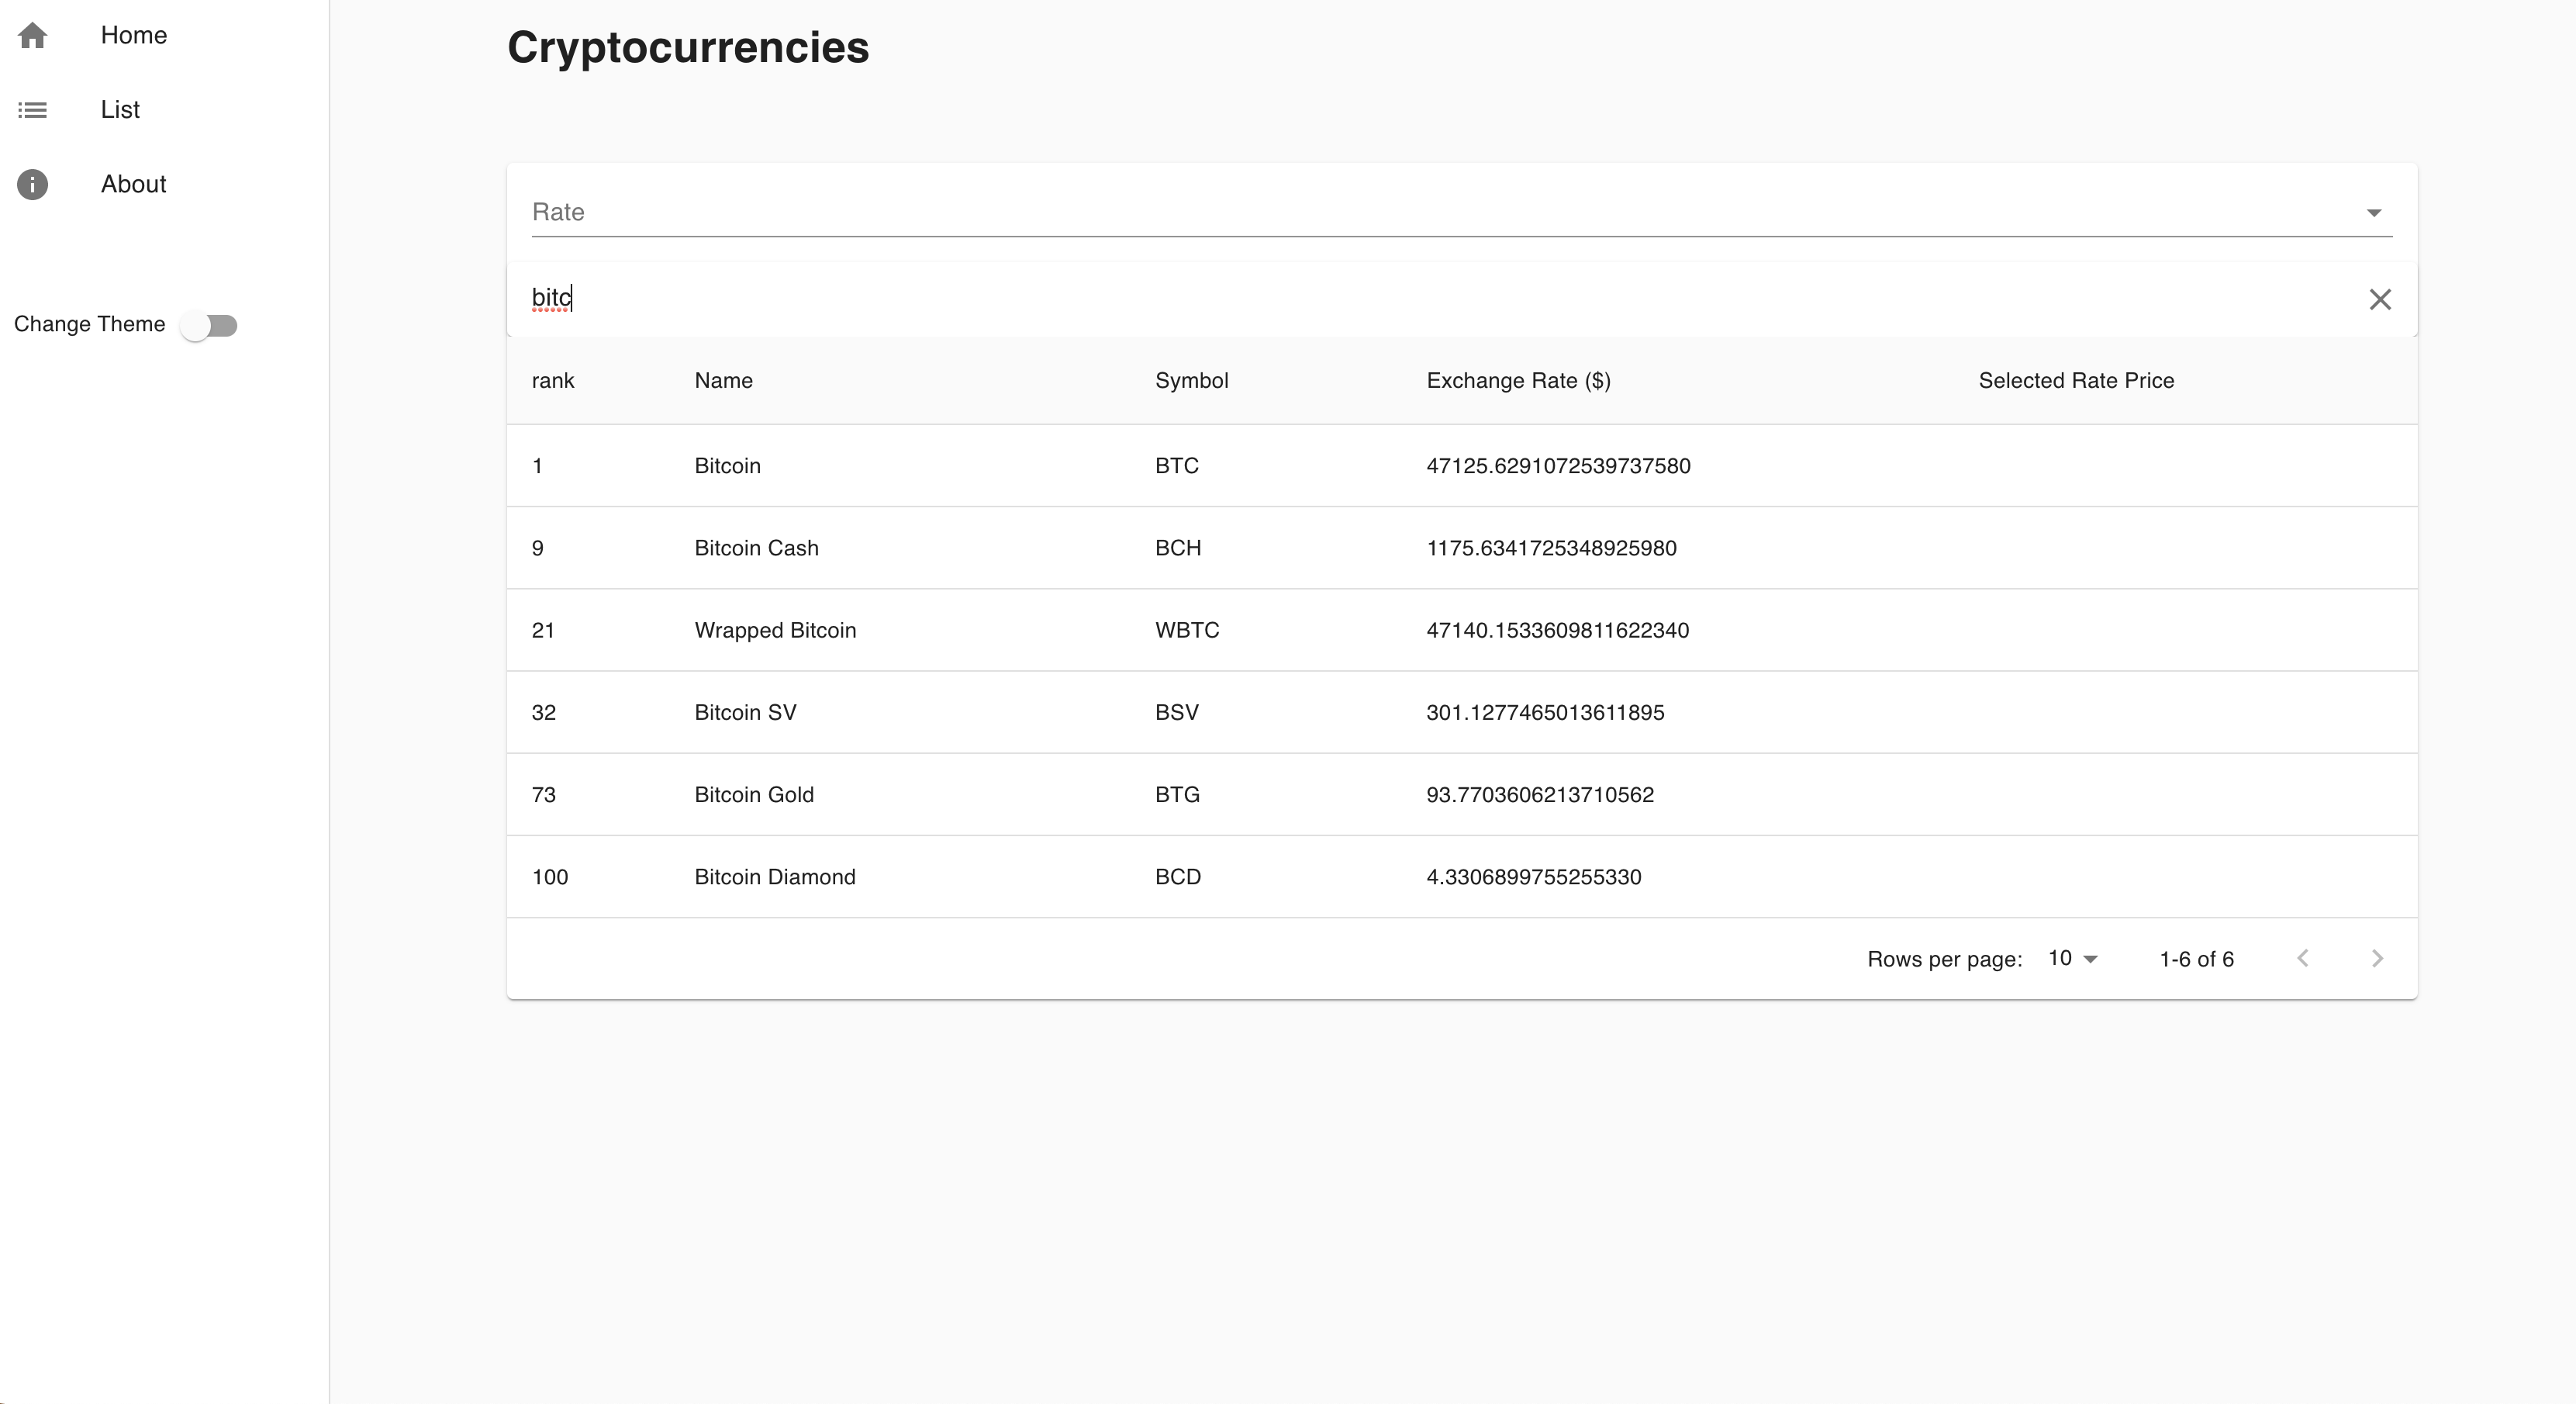 Home
List
About
Change Theme
Cryptocurrencies
Rate
bitc
rank Name Symbol Exchange Rate ($) Selected Rate Price
1 Bitcoin BTC 47125.6291072539737580
9 Bitcoin Cash BCH 1175.6341725348925980
21 Wrapped Bitcoin WBTC 47140.1533609811622340
32 Bitcoin SV BSV 301.1277465013611895
73 Bitcoin Gold BTG 93.7703606213710562
100 Bitcoin Diamond BCD 4.3306899755255330
Rows per page: 10 1-6 of 6